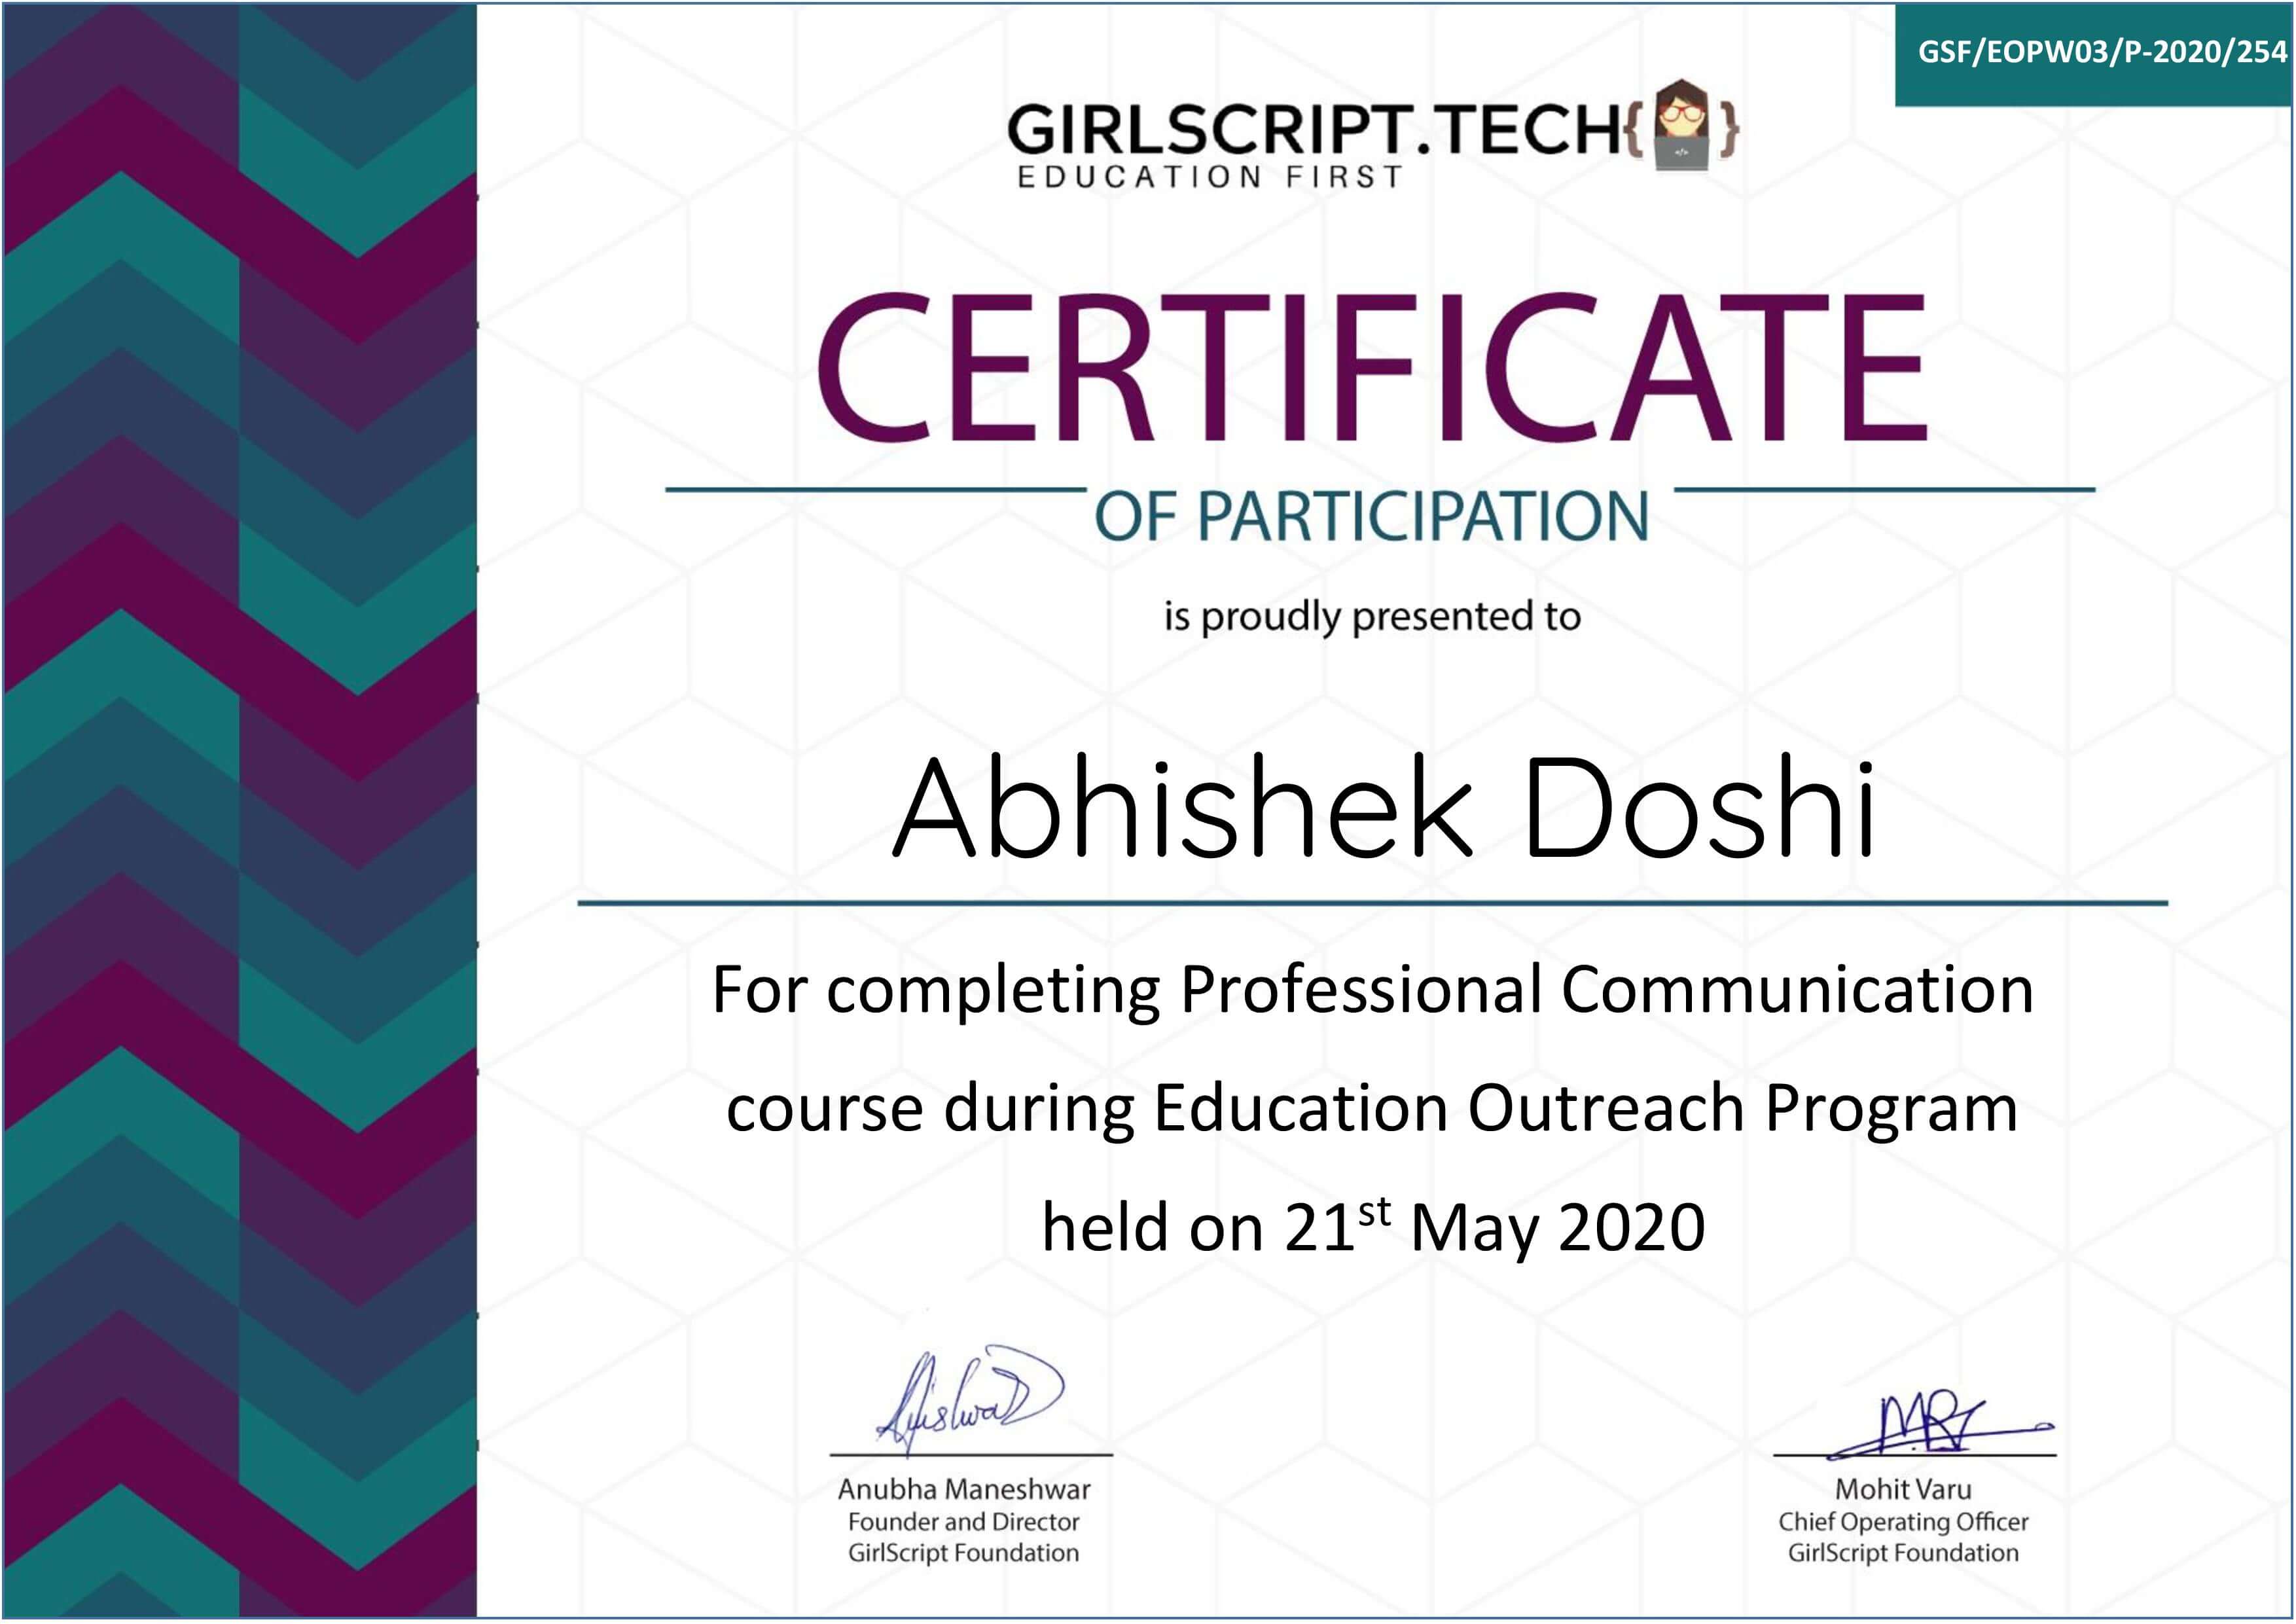 GSF/EOPW03/P-2020/254
GIRLSCRIPT.TECH{ </> }
EDUCATION FIRST
CERTIFICATE
OF PARTICIPATION
is proudly presented to
Abhishek Doshi
For completing Professional Communication
course during Education Outreach Program
held on 21st May 2020
Anubha Maneshwar
Founder and Director
GirlScript Foundation
Mohit Varu
Chief Operating Officer
GirlScript Foundation